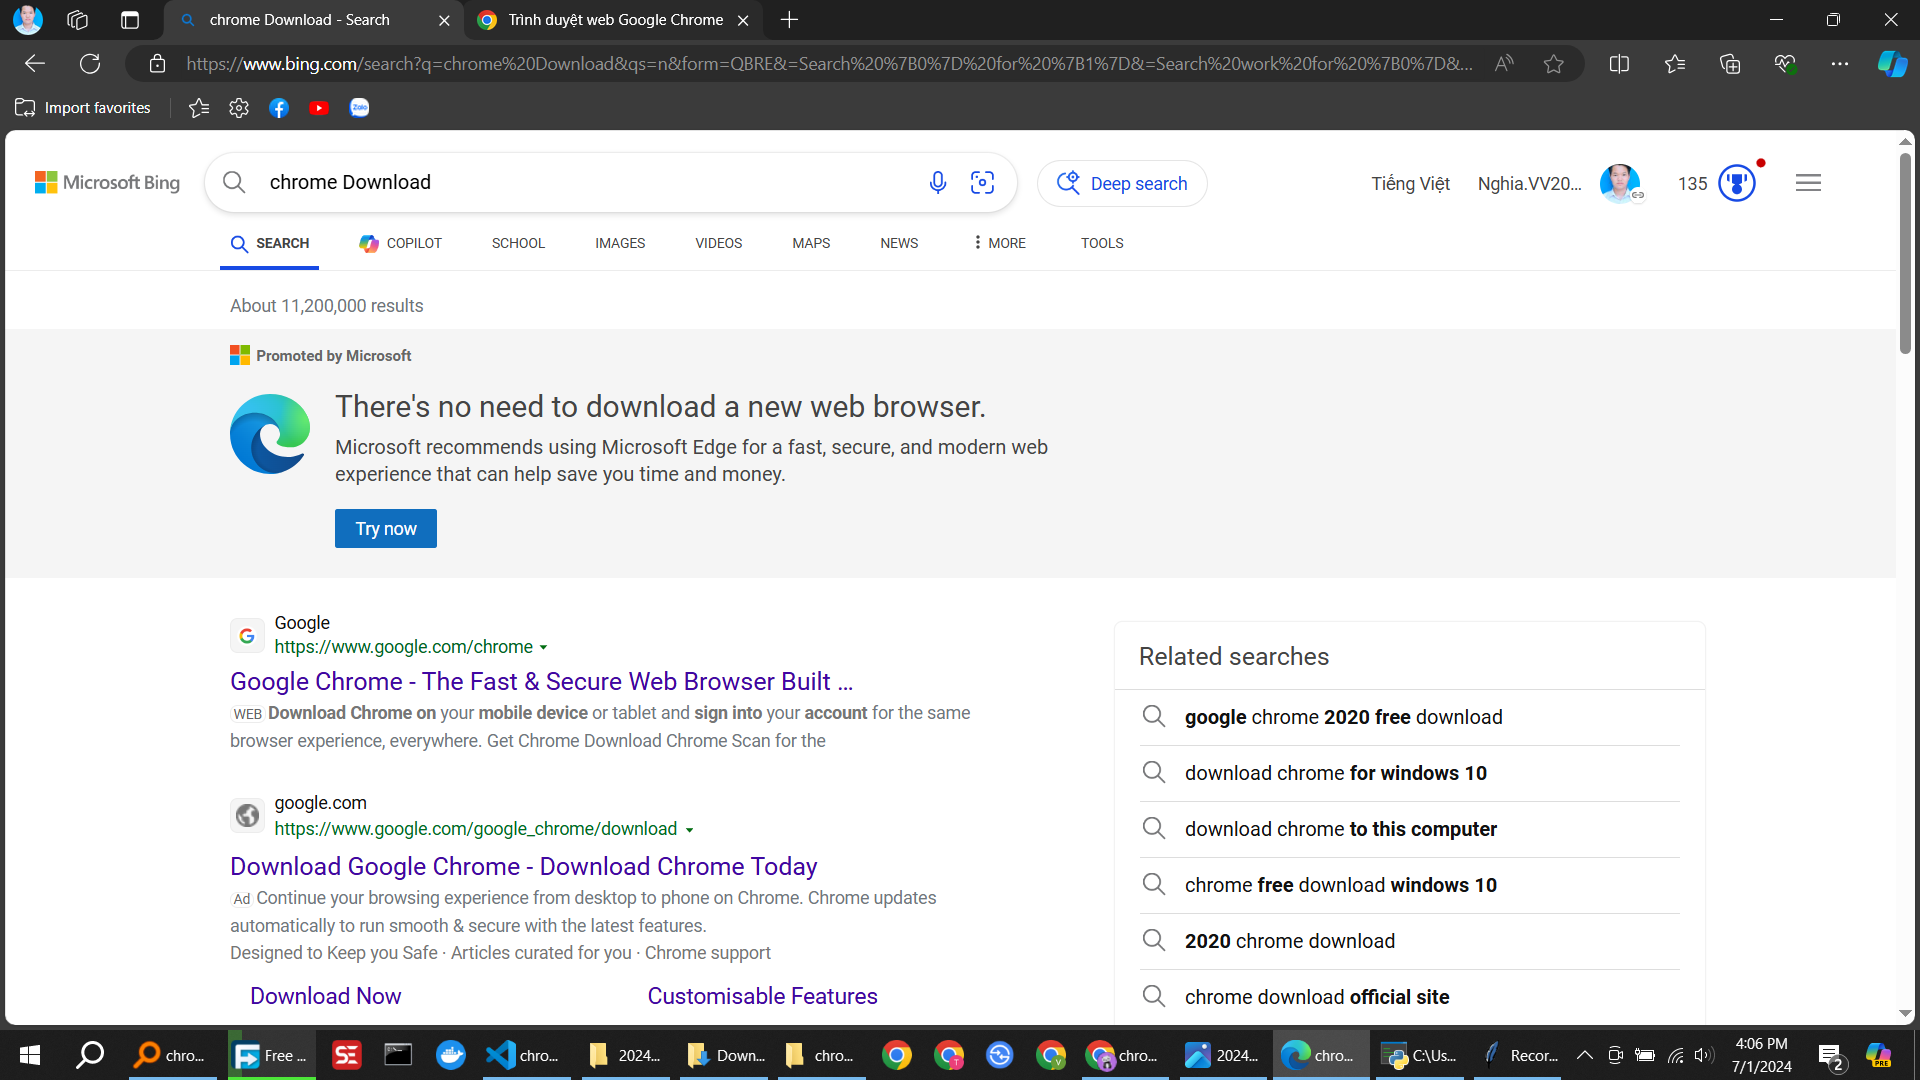 chrome Download - Search
Trình duyệt web Google Chrome
https://www.bing.com/search?q=chrome%20Download&qs=n&form=QBRE&=Search%20%7B0%7D%20for%20%7B1%7D&=Search%20work%20for%20%7B0%7D&...
Import favorites
Zalo
Microsoft Bing
chrome Download
Deep search
Tiếng Việt
Nghia.VV20...
135
SEARCH
COPILOT
SCHOOL
IMAGES
VIDEOS
MAPS
NEWS
MORE
TOOLS
About 11,200,000 results
Promoted by Microsoft
There's no need to download a new web browser.
Microsoft recommends using Microsoft Edge for a fast, secure, and modern web
experience that can help save you time and money.
Try now
Google
https://www.google.com/chrome
Google Chrome - The Fast & Secure Web Browser Built ...
WEB Download Chrome on your mobile device or tablet and sign into your account for the same
browser experience, everywhere. Get Chrome Download Chrome Scan for the
google.com
https://www.google.com/google_chrome/download
Download Google Chrome - Download Chrome Today
Ad Continue your browsing experience from desktop to phone on Chrome. Chrome updates
automatically to run smooth & secure with the latest features.
Designed to Keep you Safe · Articles curated for you · Chrome support
Download Now
Customisable Features
Related searches
google chrome 2020 free download
download chrome for windows 10
download chrome to this computer
chrome free download windows 10
2020 chrome download
chrome download official site
chro...
Free ...
SE
chro...
2024...
Down...
chro...
T
V
chro...
2024...
chro...
C:\Us...
Recor...
4:06 PM
7/1/2024
2
PRE